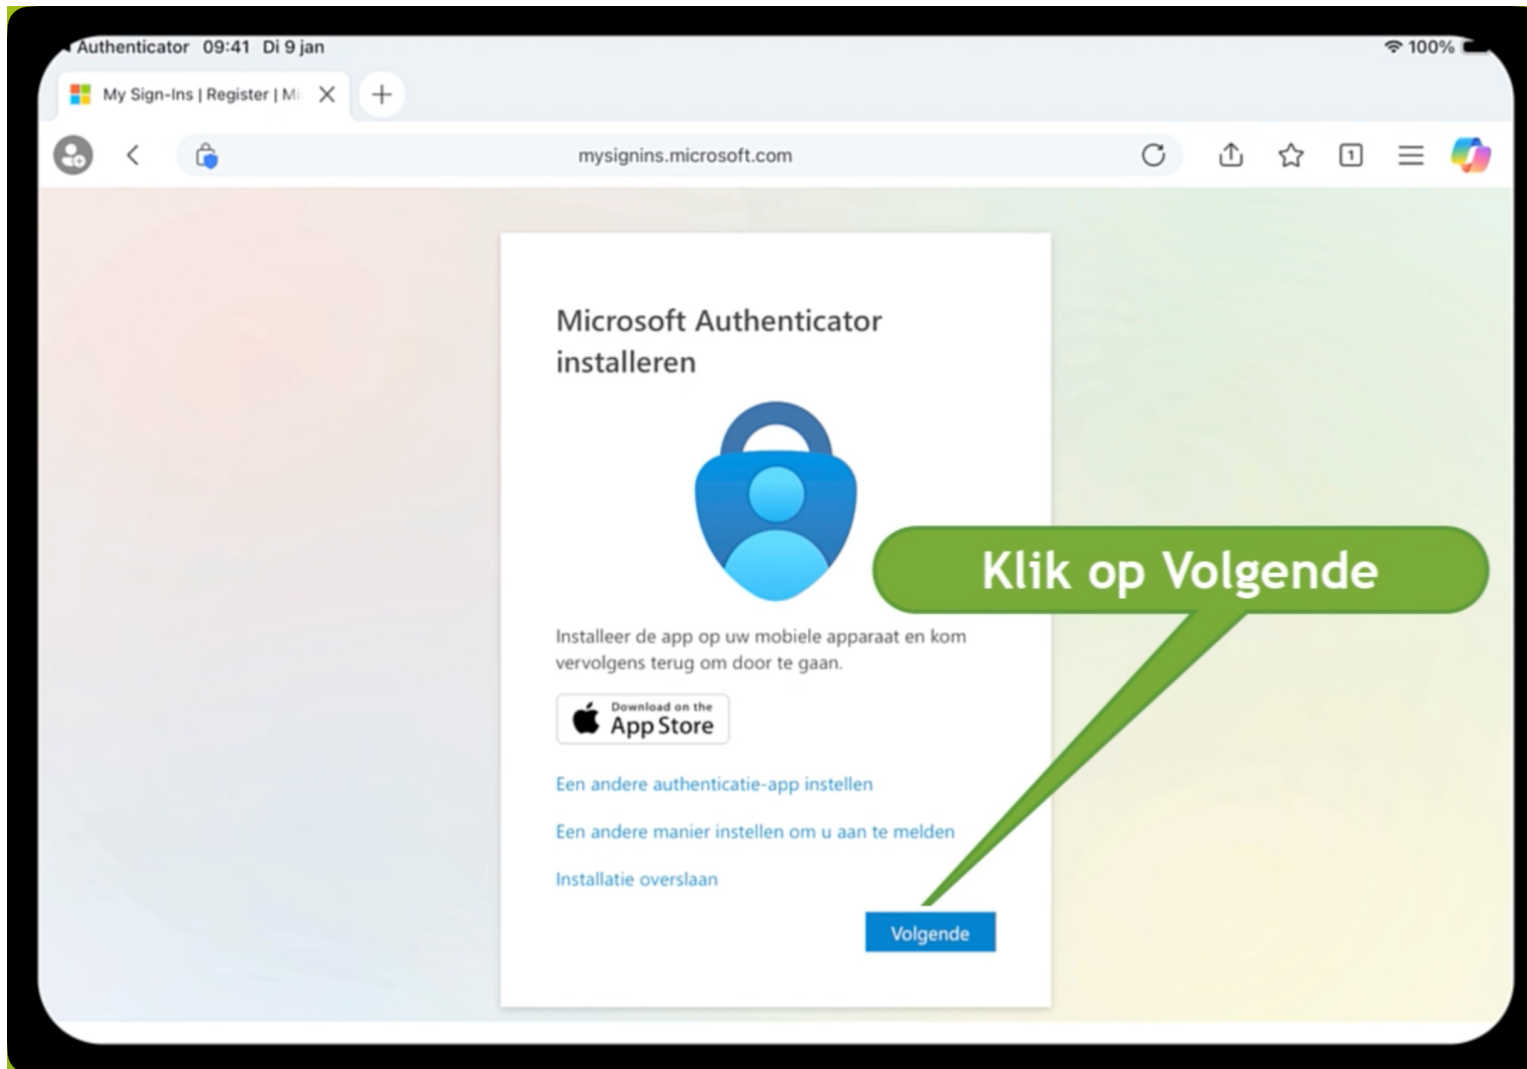 Authenticator 09:41 Di 9 jan 100%
My Sign-Ins | Register | Mi
mysignins.microsoft.com
1
Microsoft Authenticator
installeren
Klik op Volgende
Installeer de app op uw mobiele apparaat en kom
vervolgens terug om door te gaan.
Download on the
App Store
Een andere authenticatie-app instellen
Een andere manier instellen om u aan te melden
Installatie overslaan
Volgende